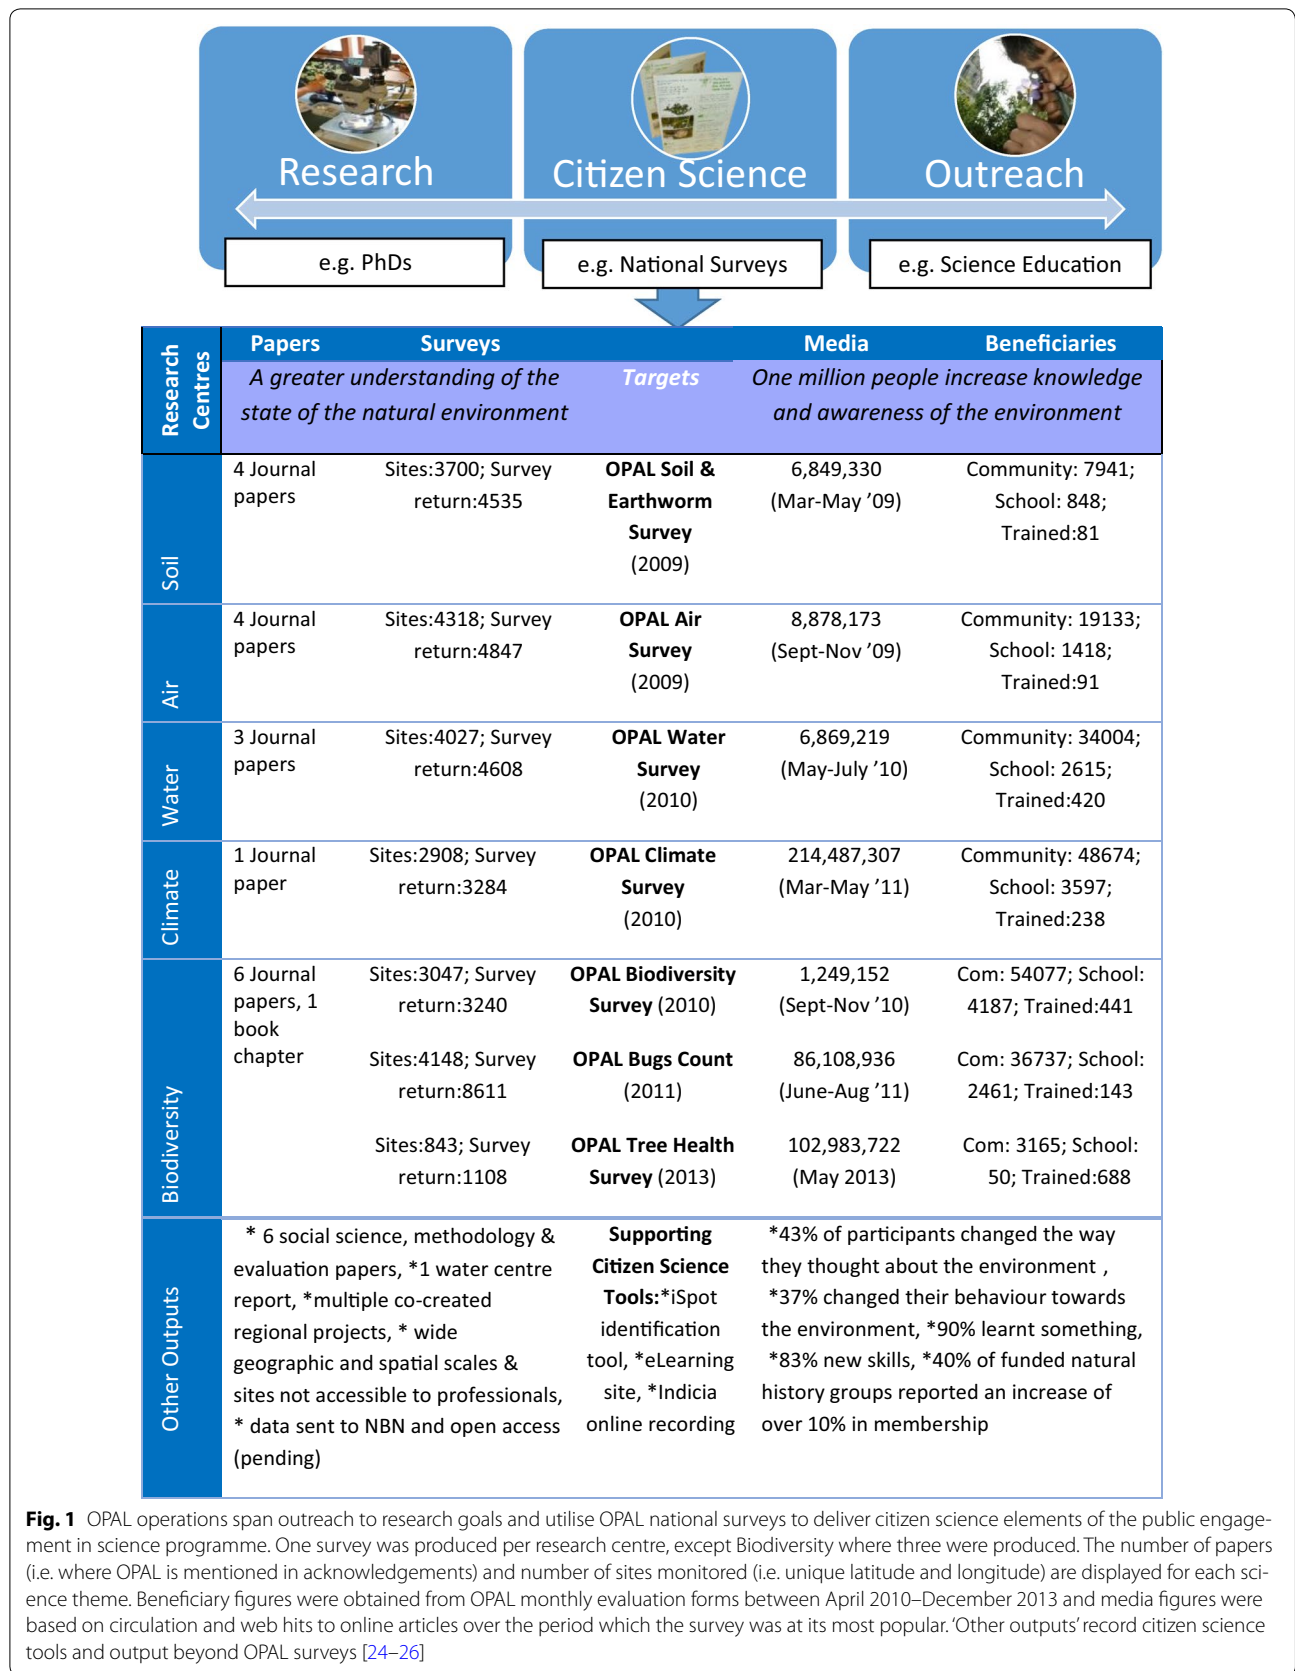 Research
Citizen Science
Outreach
e.g. PhDs
e.g. National Surveys
e.g. Science Education
Research
Centres
Papers
Surveys
Media
Beneficiaries
A greater understanding of the
state of the natural environment
Targets
One million people increase knowledge
and awareness of the environment
Soil
4 Journal
papers
Sites:3700; Survey
return:4535
OPAL Soil &
Earthworm
Survey
(2009)
6,849,330
(Mar-May ’09)
Community: 7941;
School: 848;
Trained:81
Air
4 Journal
papers
Sites:4318; Survey
return:4847
OPAL Air
Survey
(2009)
8,878,173
(Sept-Nov ’09)
Community: 19133;
School: 1418;
Trained:91
Water
3 Journal
papers
Sites:4027; Survey
return:4608
OPAL Water
Survey
(2010)
6,869,219
(May-July ’10)
Community: 34004;
School: 2615;
Trained:420
Climate
1 Journal
paper
Sites:2908; Survey
return:3284
OPAL Climate
Survey
(2010)
214,487,307
(Mar-May ’11)
Community: 48674;
School: 3597;
Trained:238
Biodiversity
6 Journal
papers, 1
book
chapter
Sites:3047; Survey
return:3240
OPAL Biodiversity
Survey (2010)
1,249,152
(Sept-Nov ’10)
Com: 54077; School:
4187; Trained:441
Sites:4148; Survey
return:8611
OPAL Bugs Count
(2011)
86,108,936
(June-Aug ’11)
Com: 36737; School:
2461; Trained:143
Sites:843; Survey
return:1108
OPAL Tree Health
Survey (2013)
102,983,722
(May 2013)
Com: 3165; School:
50; Trained:688
Other Outputs
* 6 social science, methodology &
evaluation papers, *1 water centre
report, *multiple co-created
regional projects, * wide
geographic and spatial scales &
sites not accessible to professionals,
* data sent to NBN and open access
(pending)
Supporting
Citizen Science
Tools:*iSpot
identification
tool, *eLearning
site, *Indicia
online recording
*43% of participants changed the way
they thought about the environment ,
*37% changed their behaviour towards
the environment, *90% learnt something,
*83% new skills, *40% of funded natural
history groups reported an increase of
over 10% in membership
Fig. 1 OPAL operations span outreach to research goals and utilise OPAL national surveys to deliver citizen science elements of the public engage-
ment in science programme. One survey was produced per research centre, except Biodiversity where three were produced. The number of papers
(i.e. where OPAL is mentioned in acknowledgements) and number of sites monitored (i.e. unique latitude and longitude) are displayed for each sci-
ence theme. Beneficiary figures were obtained from OPAL monthly evaluation forms between April 2010–December 2013 and media figures were
based on circulation and web hits to online articles over the period which the survey was at its most popular. ‘Other outputs’ record citizen science
tools and output beyond OPAL surveys [24–26]